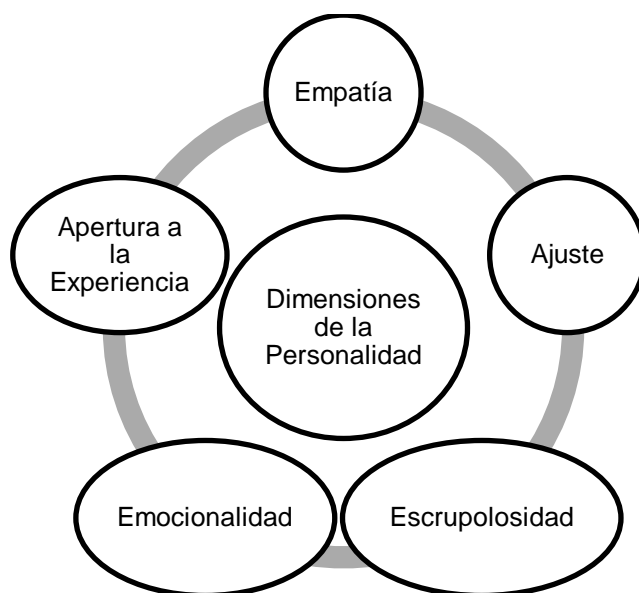 Empatía
Apertura a
la
Experiencia
Ajuste
Dimensiones
de la
Personalidad
Emocionalidad
Escrupolosidad